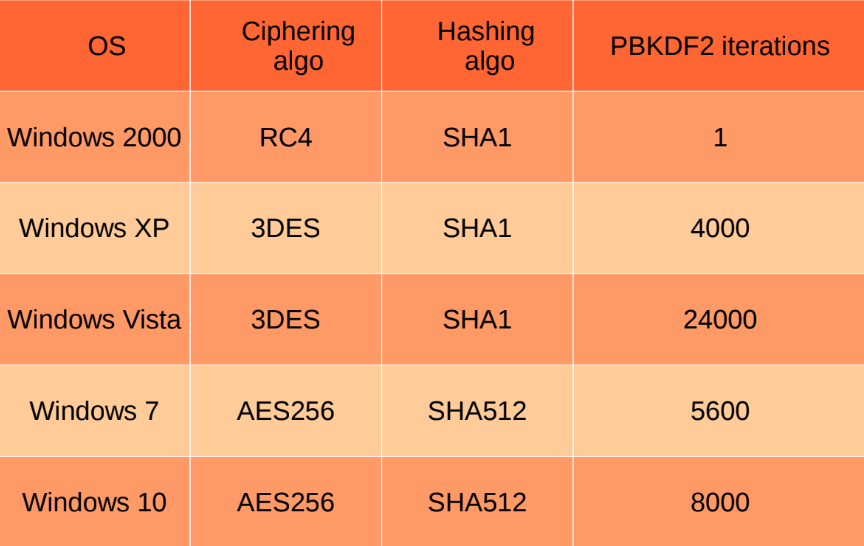 OS Ciphering algo Hashing algo PBKDF2 iterations
Windows 2000 RC4 SHA1 1
Windows XP 3DES SHA1 4000
Windows Vista 3DES SHA1 24000
Windows 7 AES256 SHA512 5600
Windows 10 AES256 SHA512 8000